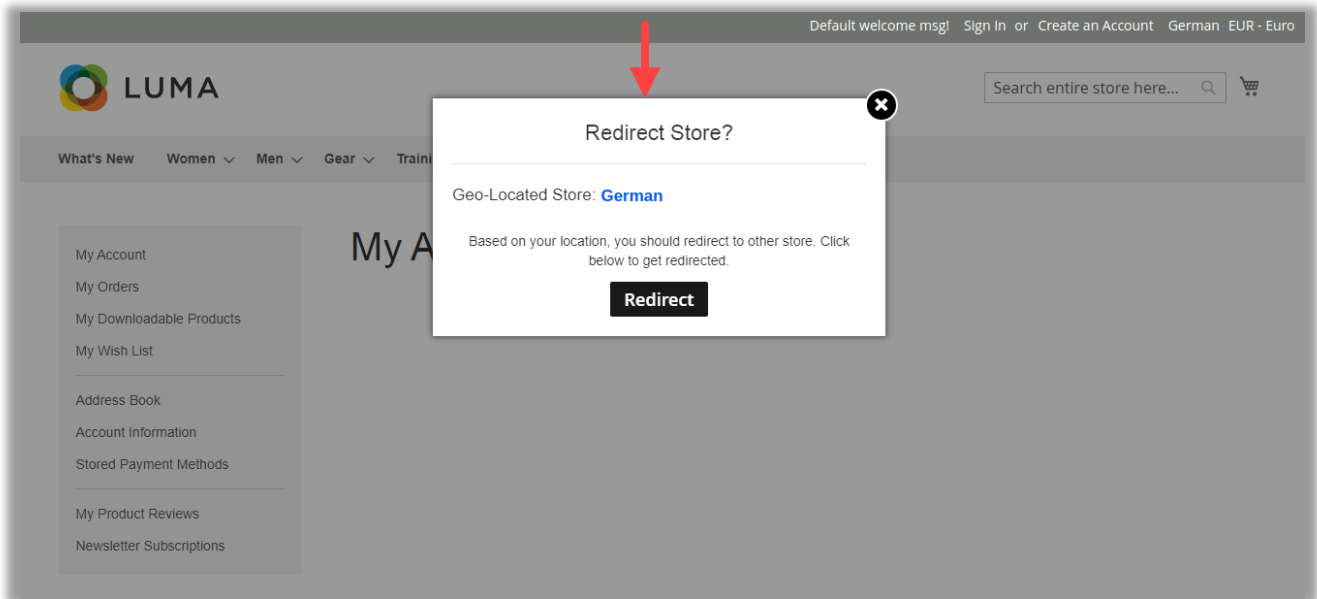 Default welcome msg! Sign In or Create an Account German EUR - Euro
LUMA
Search entire store here...
Redirect Store?
What's New Women Men Gear Traini
Geo-Located Store: German
Based on your location, you should redirect to other store. Click
below to get redirected.
Redirect
My A
My Account
My Orders
My Downloadable Products
My Wish List
Address Book
Account Information
Stored Payment Methods
My Product Reviews
Newsletter Subscriptions